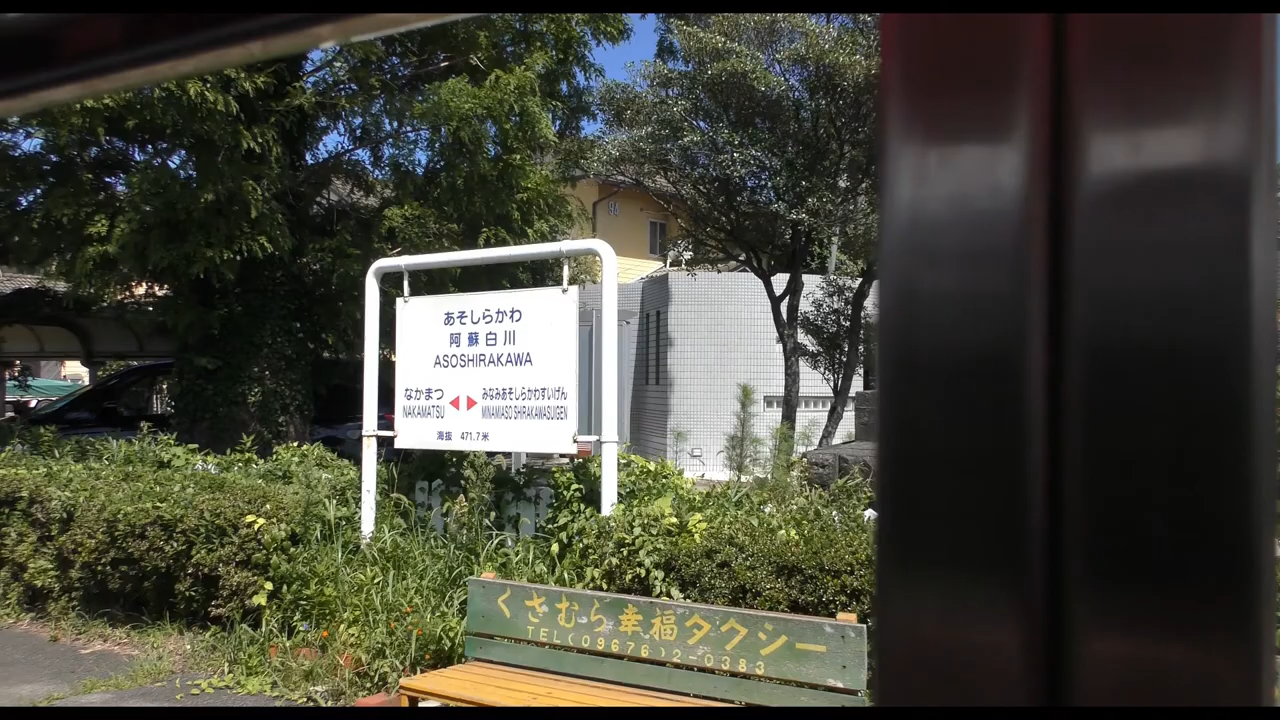 94
あそしらかわ
阿蘇白川
ASOSHIRAKAWA
なかまつ みなみあそしらかわすいげん
NAKAMATSU MINAMIASO SHIRAKAWASUIGEN
海抜 471.7米
くさむら幸福タクシー
TEL(09676)2-0383